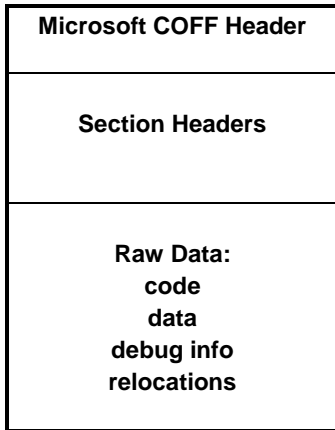 Microsoft COFF Header
Section Headers
Raw Data:
code
data
debug info
relocations